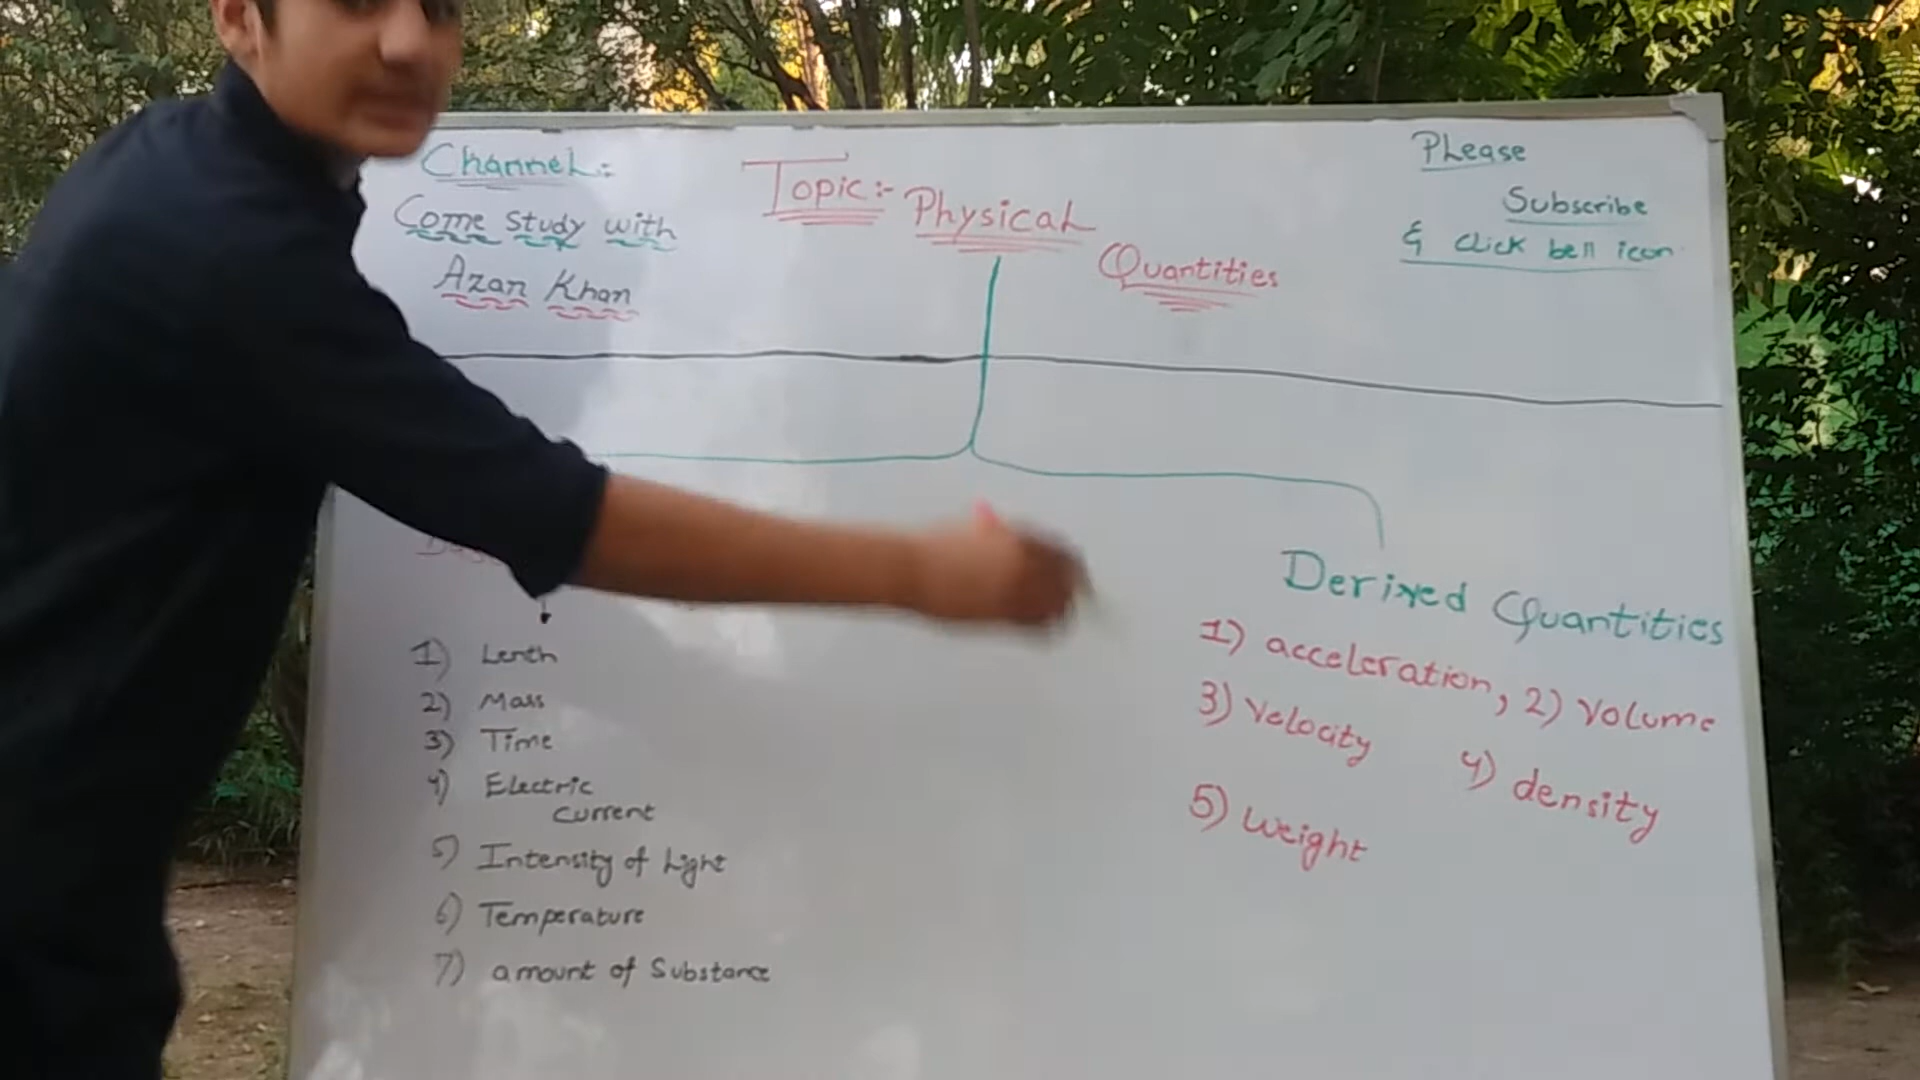 Channel:
Come Study with
Azan Khan
Topic:- Physical
Quantities
Please
Subscribe
& click bell icon
Derived Quantities
1) Lenth
2) Mass
3) Time
4) Electric
current
5) Intensity of Light
6) Temperature
7) amount of Substance
1) acceleration, 2) Volume
3) Velocity 4) density
5) Weight